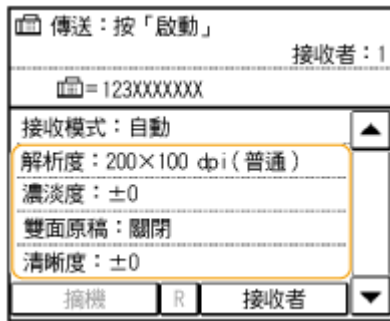 傳送：按「啟動」
接收者：1
=123XXXXXXX
接收模式：自動
解析度：200×100 dpi(普通)
濃淡度：±0
雙面原稿：關閉
清晰度：±0
摘機 R 接收者